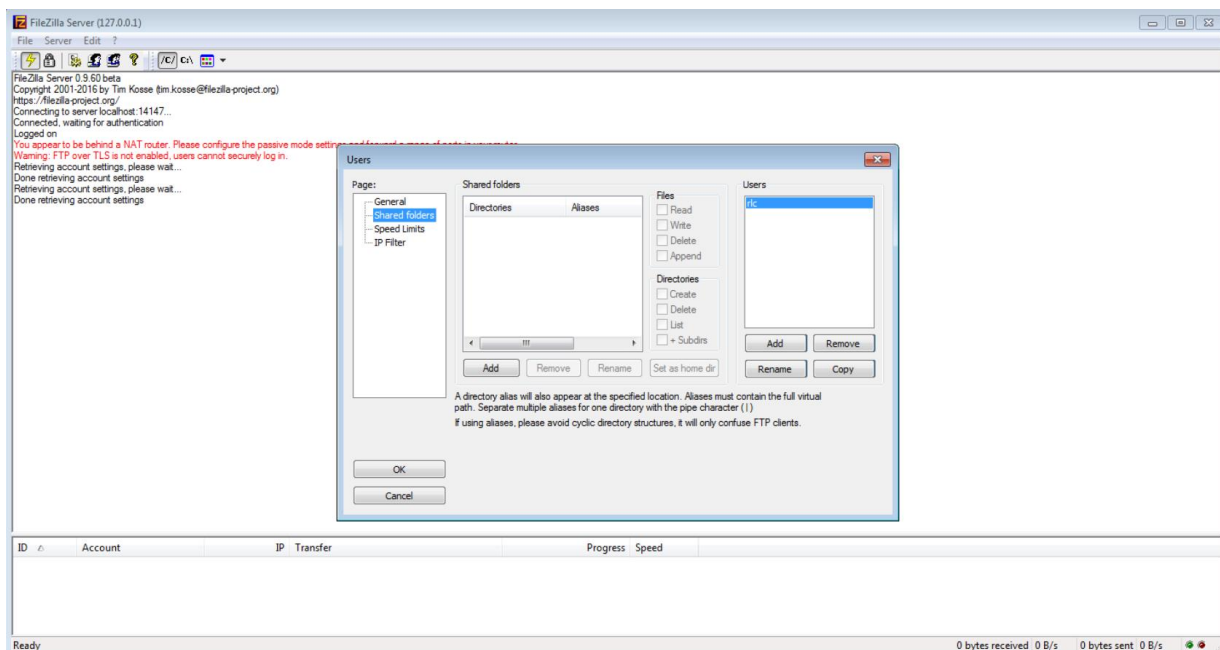 FileZilla Server (127.0.0.1)
File Server Edit ?
/C/ C:\
FileZilla Server 0.9.60 beta
Copyright 2001-2016 by Tim Kosse (tim.kosse@filezilla-project.org)
https://filezilla-project.org/
Connecting to server localhost:14147...
Connected, waiting for authentication
Logged on
You appear to be behind a NAT router. Please configure the passive mode settings
Warning: FTP over TLS is not enabled, users cannot securely log in.
Retrieving account settings, please wait...
Done retrieving account settings
Retrieving account settings, please wait...
Done retrieving account settings
Users
Page:
General
Shared folders
Speed Limits
IP Filter
OK
Cancel
Shared folders
Directories Aliases
Add Remove Rename Set as home dir
Files
Read
Write
Delete
Append
Directories
Create
Delete
List
+ Subdirs
Users
rlc
Add Remove
Rename Copy
A directory alias will also appear at the specified location. Aliases must contain the full virtual
path. Separate multiple aliases for one directory with the pipe character (|)
If using aliases, please avoid cyclic directory structures, it will only confuse FTP clients.
ID Account IP Transfer Progress Speed
Ready 0 bytes received 0 B/s 0 bytes sent 0 B/s